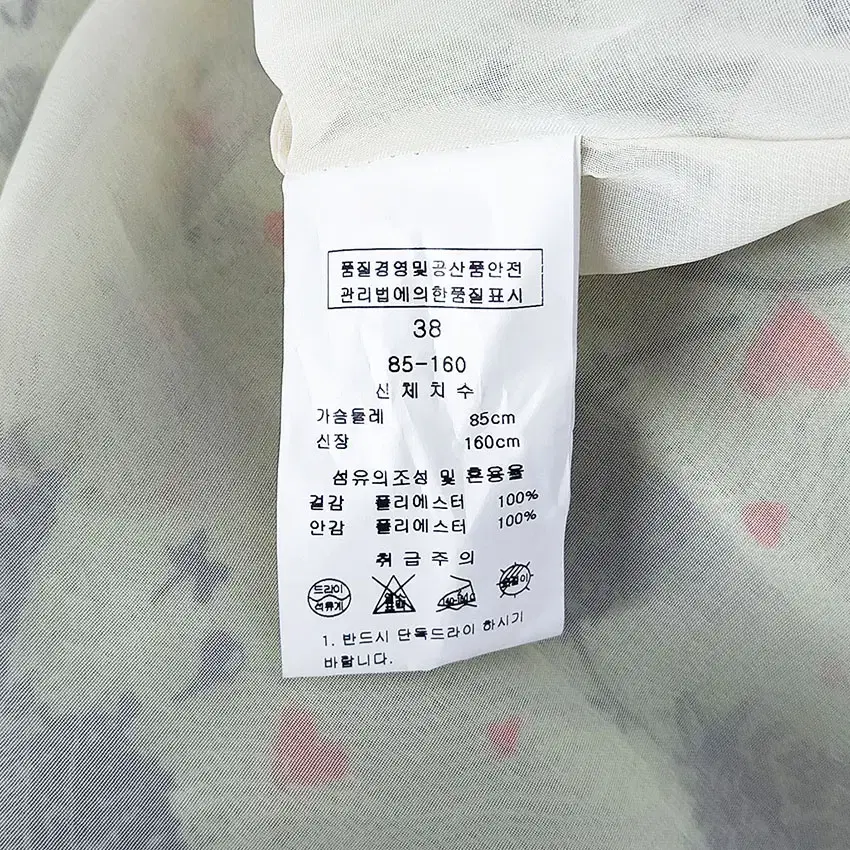 품질경영및공산품안전
관리법에의한품질표시
38
85-160
신 체 치 수
가슴둘레 85cm
신장 160cm
섬유의조성 및 혼용율
겉감 폴리에스터 100%
안감 폴리에스터 100%
취 급 주 의
드라이
석유계
1. 반드시 단독드라이 하시기
바랍니다.